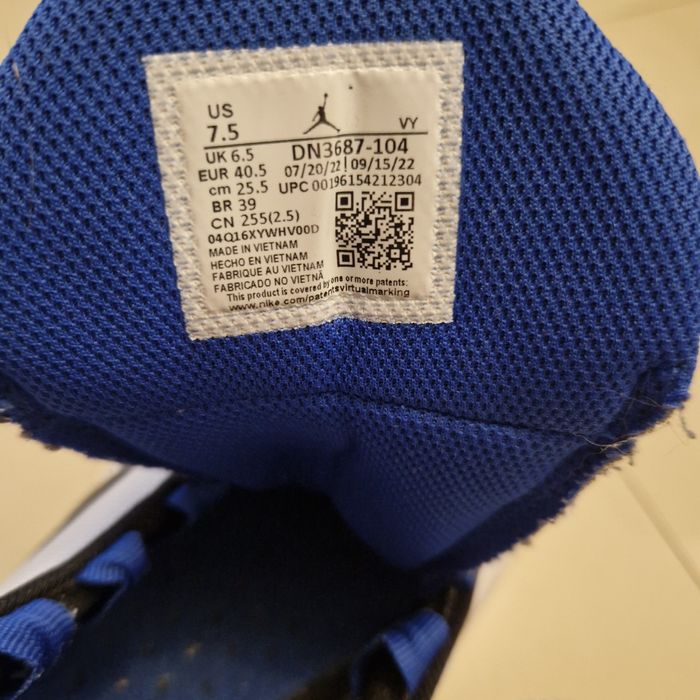 US
7.5
VY
UK 6.5
DN3687-104
EUR 40.5
07/20/22 09/15/22
cm 25.5
UPC 00196154212304
BR 39
CN 255(2.5)
04Q16XYWHV00D
MADE IN VIETNAM
HECHO EN VIETNAM
FABRIQUE AU VIETNAM
FABRICADO NO VIETNÃ
This product is covered by one or more patents:
www.nike.com/patentsvirtualmarking